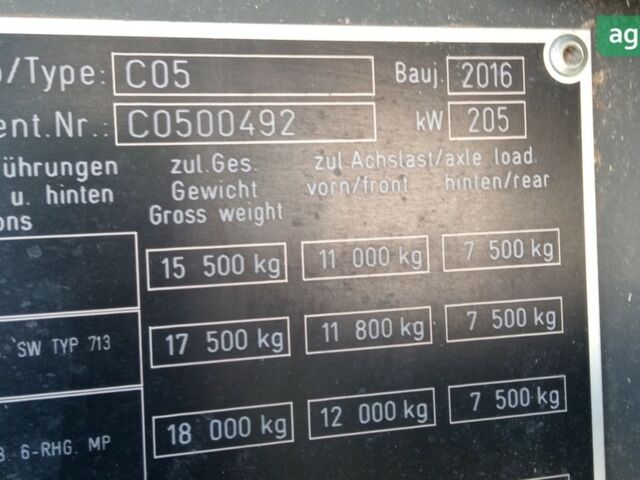 /Type: C05 Bauj. 2016
ent.Nr.: C0500492 kW 205
ührungen zul.Ges. zul.Achslast/axle load
u. hinten Gewicht vorn/front hinten/rear
ons Gross weight
15 500 kg 11 000 kg 7 500 kg
SW TYP 713 17 500 kg 11 800 kg 7 500 kg
6-RHG. MP 18 000 kg 12 000 kg 7 500 kg
ag